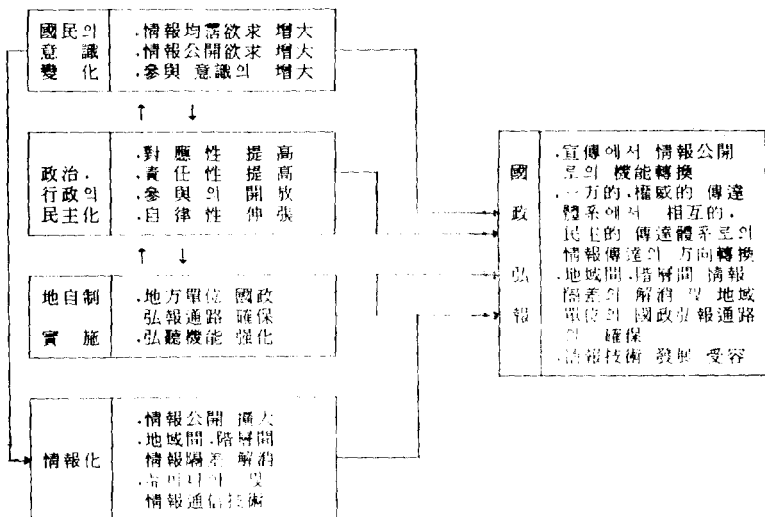 國民의
意 識
變 化
.情報均霑欲求 增大
.情報公開欲求 增大
.參與 意識의 增大
↑ ↓
政治.
行政의
民主化
.對 應 性 提 高
.責 任 性 提 高
.參 與 의 開 放
.自 律 性 伸 張
↑ ↓
地自制
實 施
.地方單位 國政
弘報通路 確保
.弘聽機能 强化
情報化
.情報公開 擴大
.地域間.階層間
情報隔差 解消
및
情報通信技術
國
政
弘
報
.宣傳에서 情報公開
로의 機能轉換
.一方的.權威的 傳達
體系에서 相互的.
民主的 傳達體系로의
情報傳達의 方向轉換
.地域間.階層間 情報
隔差의 解消 및 地域
單位의 國政弘報通路
의 確保
.情報技術 發展 受容